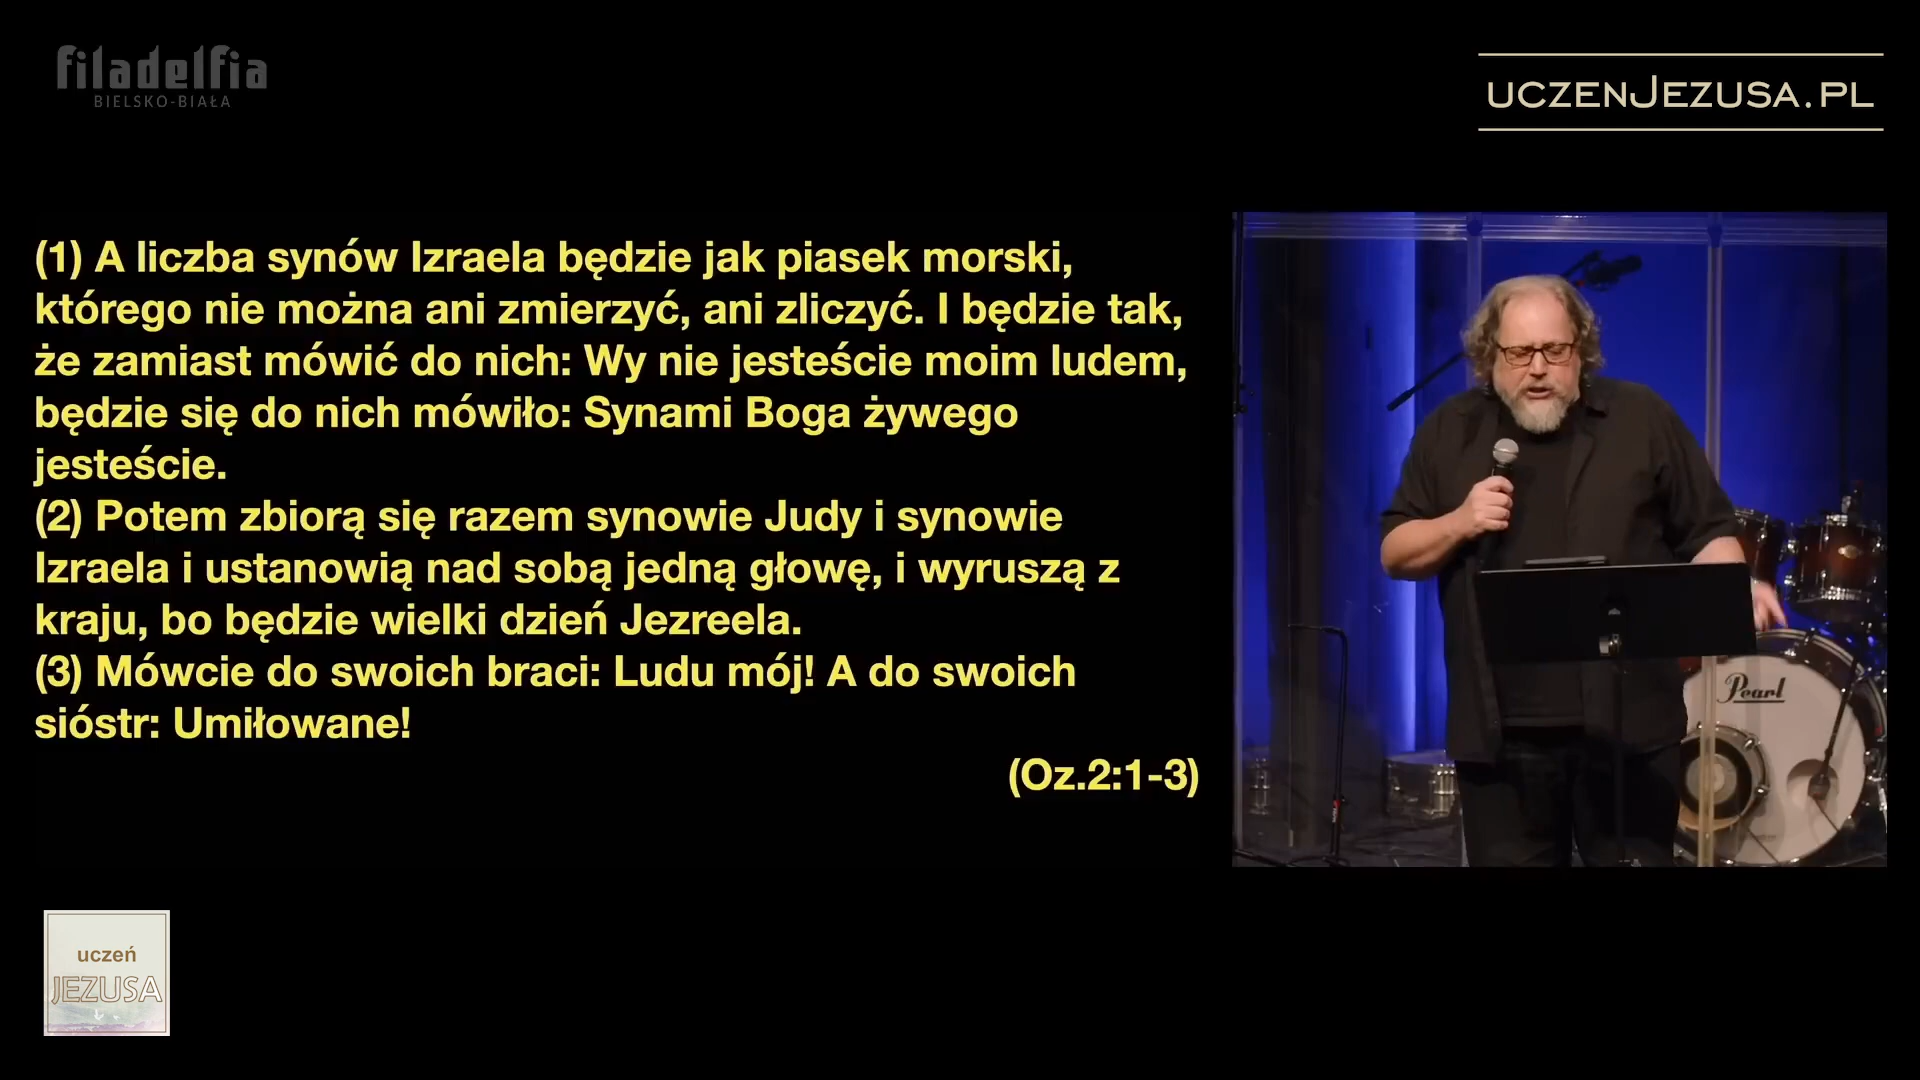 filadelfia
BIELSKO-BIAŁA
UCZENJEZUSA.PL
(1) A liczba synów Izraela będzie jak piasek morski,
którego nie można ani zmierzyć, ani zliczyć. I będzie tak,
że zamiast mówić do nich: Wy nie jesteście moim ludem,
będzie się do nich mówiło: Synami Boga żywego
jesteście.
(2) Potem zbiorą się razem synowie Judy i synowie
Izraela i ustanowią nad sobą jedną głowę, i wyruszą z
kraju, bo będzie wielki dzień Jezreela.
(3) Mówcie do swoich braci: Ludu mój! A do swoich
sióstr: Umiłowane!
(Oz.2:1-3)
Pearl
uczeń
JEZUSA